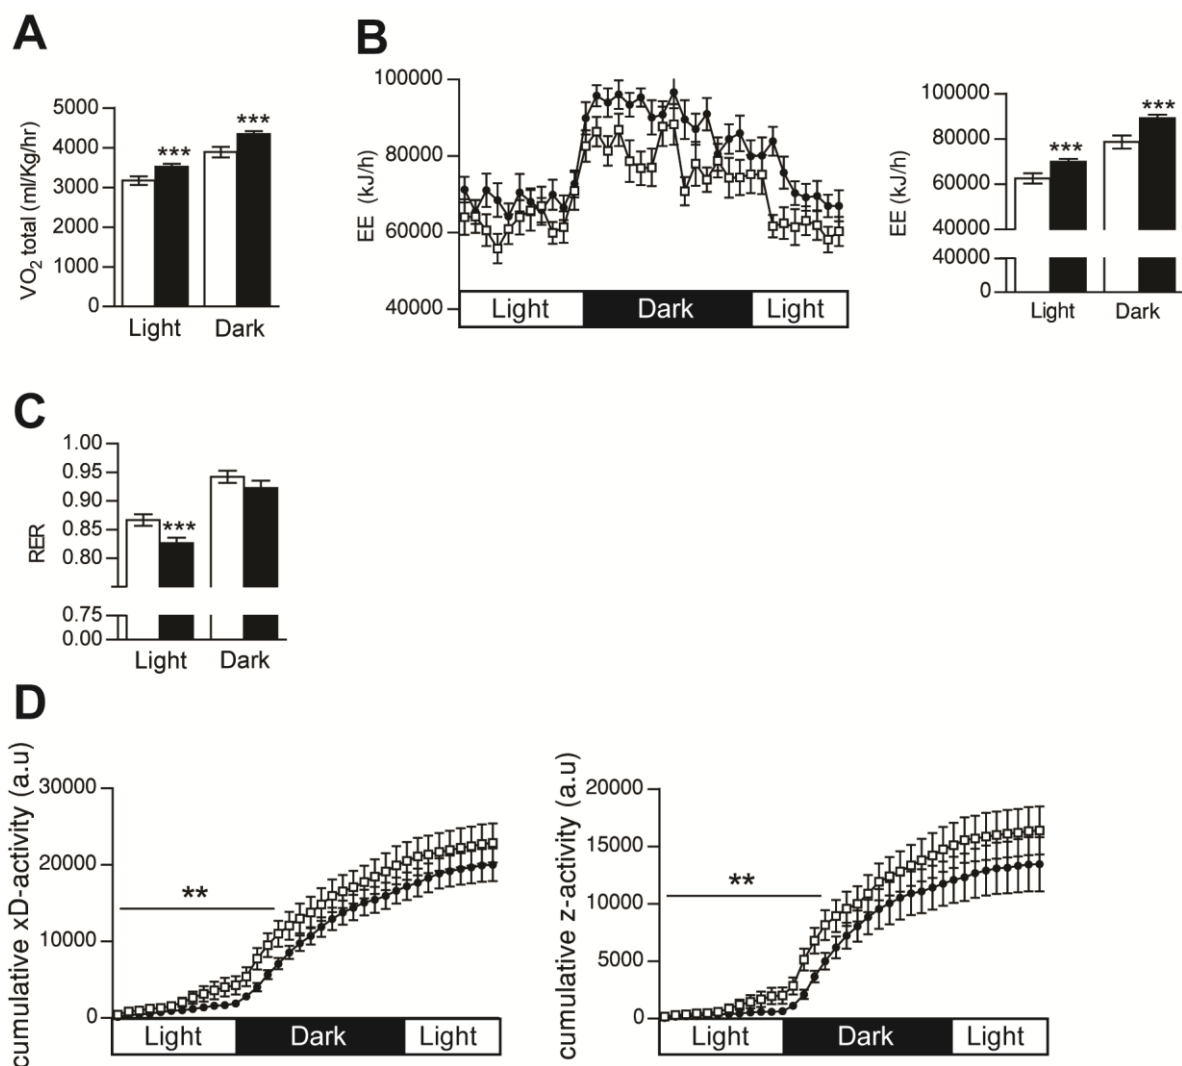 A
VO2 total (ml/Kg/hr)
5000
4000
3000
2000
1000
0
***
***
Light
Dark
B
EE (kJ/h)
100000
80000
60000
40000
Light
Dark
Light
EE (kJ/h)
100000
80000
60000
40000
40000
0
***
***
Light
Dark
C
RER
1.00
0.95
0.90
0.85
0.80
0.75
0.00
***
Light
Dark
D
cumulative xD-activity (a.u)
30000
20000
10000
0
**
Light
Dark
Light
cumulative z-activity (a.u)
20000
15000
10000
5000
0
**
Light
Dark
Light